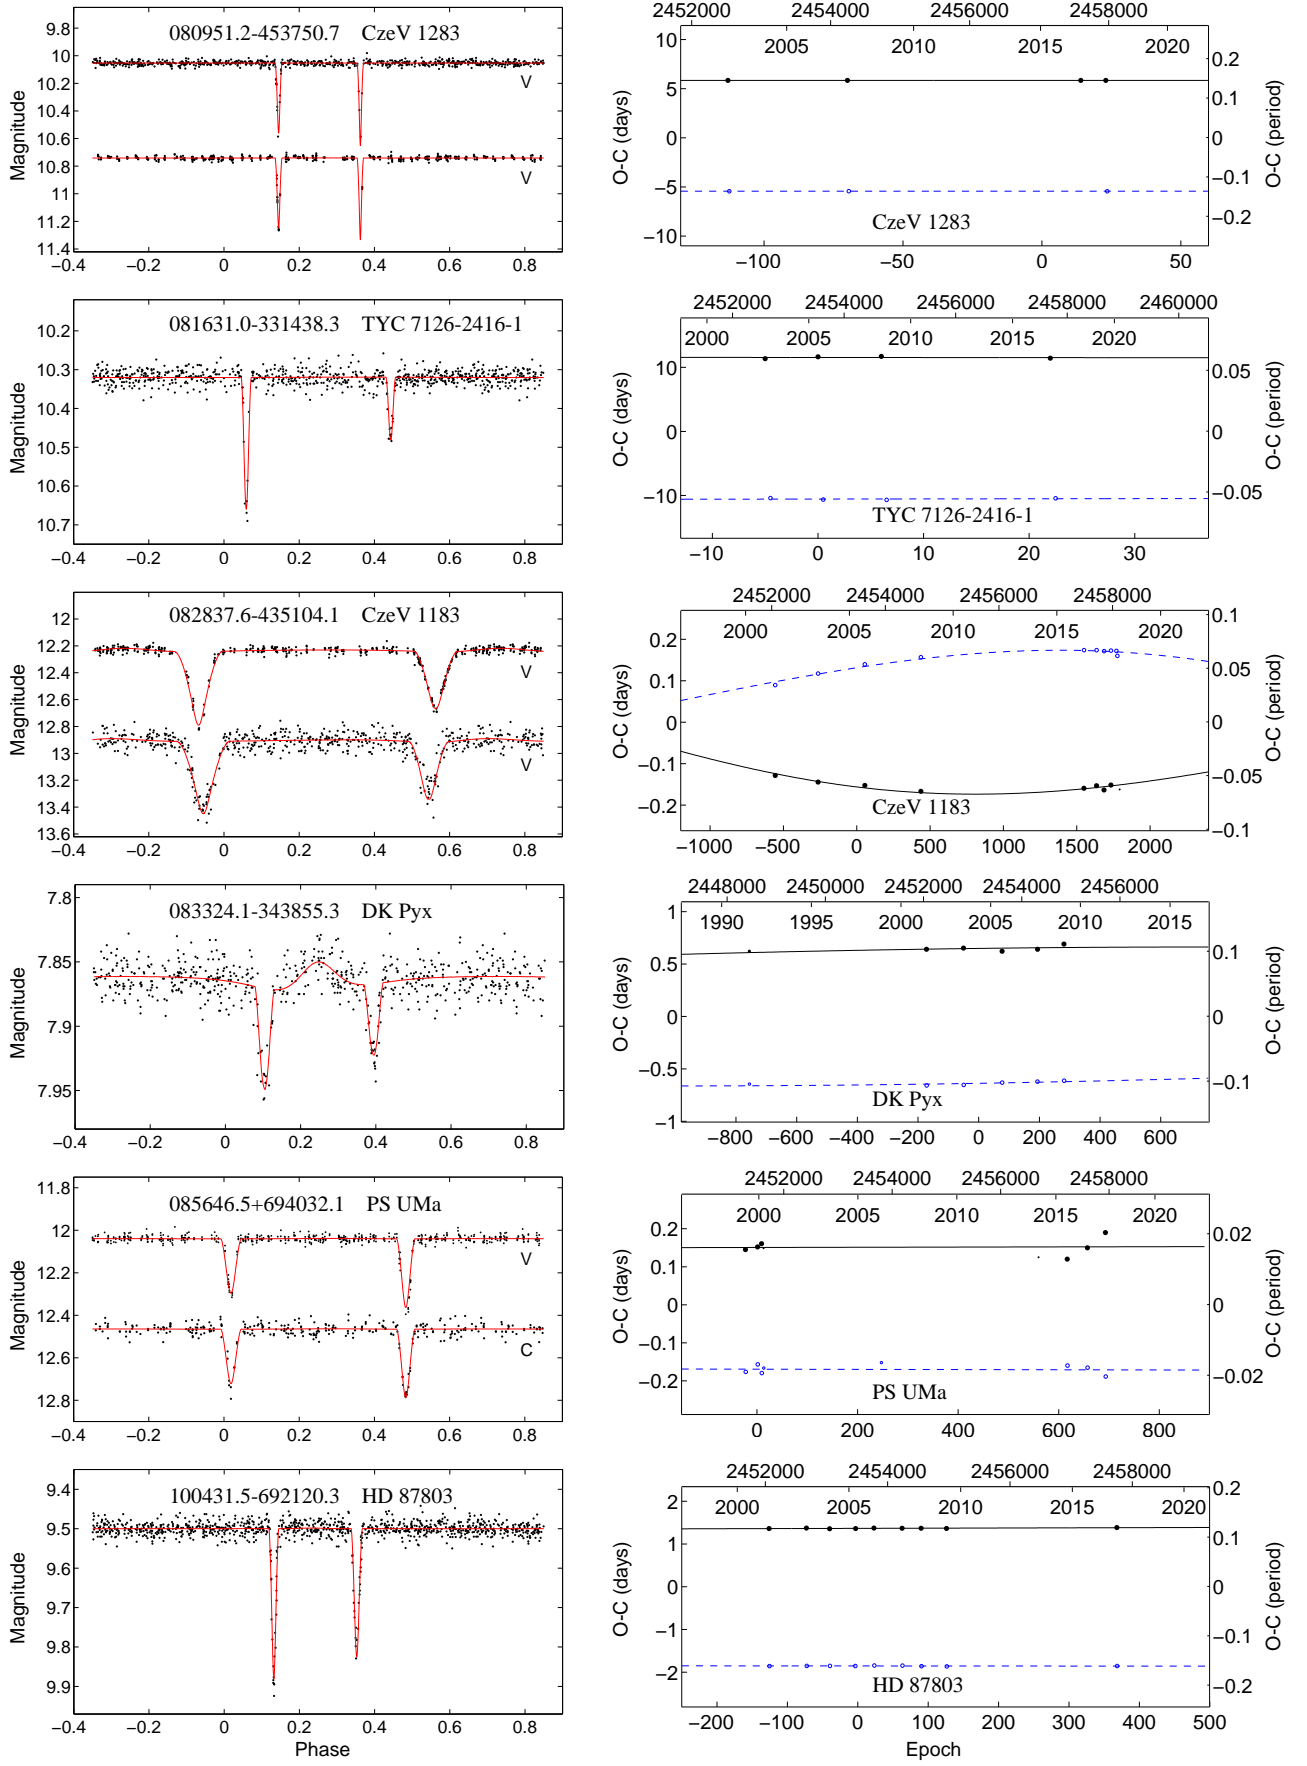 080951.2-453750.7 CzeV 1283
9.8
10
10.2
10.4
10.6
10.8
11
11.2
11.4
Magnitude
V
V
−0.4 −0.2 0 0.2 0.4 0.6 0.8
2452000 2454000 2456000 2458000
2005 2010 2015 2020
10
5
0
−5
−10
O-C (days)
0.2
0.1
0
−0.1
−0.2
O-C (period)
CzeV 1283
−100 −50 0 50
081631.0-331438.3 TYC 7126-2416-1
10.2
10.3
10.4
10.5
10.6
10.7
Magnitude
−0.4 −0.2 0 0.2 0.4 0.6 0.8
2452000 2454000 2456000 2458000 2460000
2000 2005 2010 2015 2020
10
0
−10
O-C (days)
0.05
0
−0.05
O-C (period)
TYC 7126-2416-1
−10 0 10 20 30
082837.6-435104.1 CzeV 1183
12
12.2
12.4
12.6
12.8
13
13.2
13.4
13.6
Magnitude
V
V
−0.4 −0.2 0 0.2 0.4 0.6 0.8
2452000 2454000 2456000 2458000
2000 2005 2010 2015 2020
0.2
0.1
0
−0.1
−0.2
O-C (days)
0.1
0.05
0
−0.05
−0.1
O-C (period)
CzeV 1183
−1000 −500 0 500 1000 1500 2000
083324.1-343855.3 DK Pyx
7.8
7.85
7.9
7.95
Magnitude
−0.4 −0.2 0 0.2 0.4 0.6 0.8
2448000 2450000 2452000 2454000 2456000
1990 1995 2000 2005 2010 2015
1
0.5
0
−0.5
−1
O-C (days)
0.1
0
−0.1
O-C (period)
DK Pyx
−800 −600 −400 −200 0 200 400 600
085646.5+694032.1 PS UMa
11.8
12
12.2
12.4
12.6
12.8
Magnitude
V
C
−0.4 −0.2 0 0.2 0.4 0.6 0.8
2452000 2454000 2456000 2458000
2000 2005 2010 2015 2020
0.2
0.1
0
−0.1
−0.2
O-C (days)
0.02
0
−0.02
O-C (period)
PS UMa
0 200 400 600 800
100431.5-692120.3 HD 87803
9.4
9.5
9.6
9.7
9.8
9.9
Magnitude
−0.4 −0.2 0 0.2 0.4 0.6 0.8
Phase
2452000 2454000 2456000 2458000
2000 2005 2010 2015 2020
2
1
0
−1
−2
O-C (days)
0.2
0.1
0
−0.1
−0.2
O-C (period)
HD 87803
−200 −100 0 100 200 300 400 500
Epoch